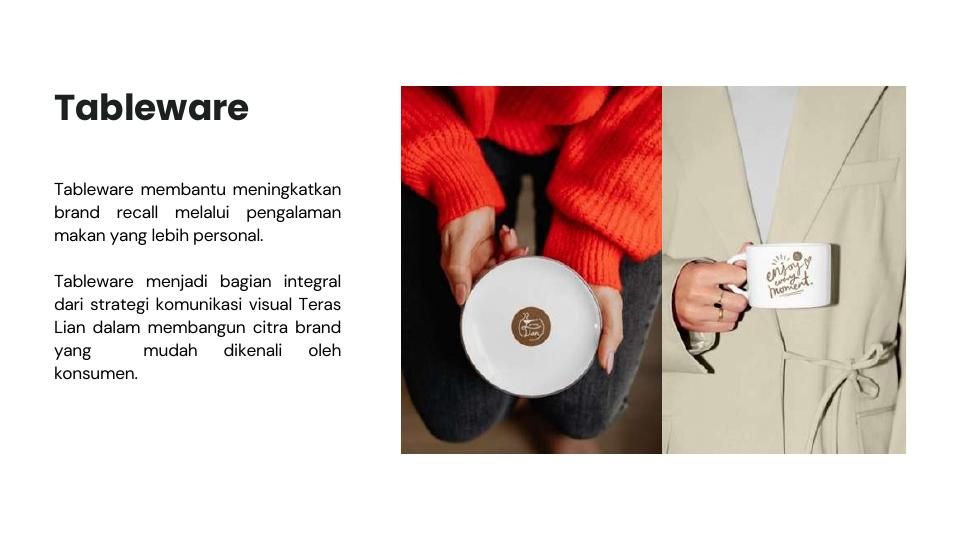 Tableware
Tableware membantu meningkatkan
brand recall melalui pengalaman
makan yang lebih personal.
Tableware menjadi bagian integral
dari strategi komunikasi visual Teras
Lian dalam membangun citra brand
yang mudah dikenali oleh
konsumen.
Lian
enjoy
every
moment.